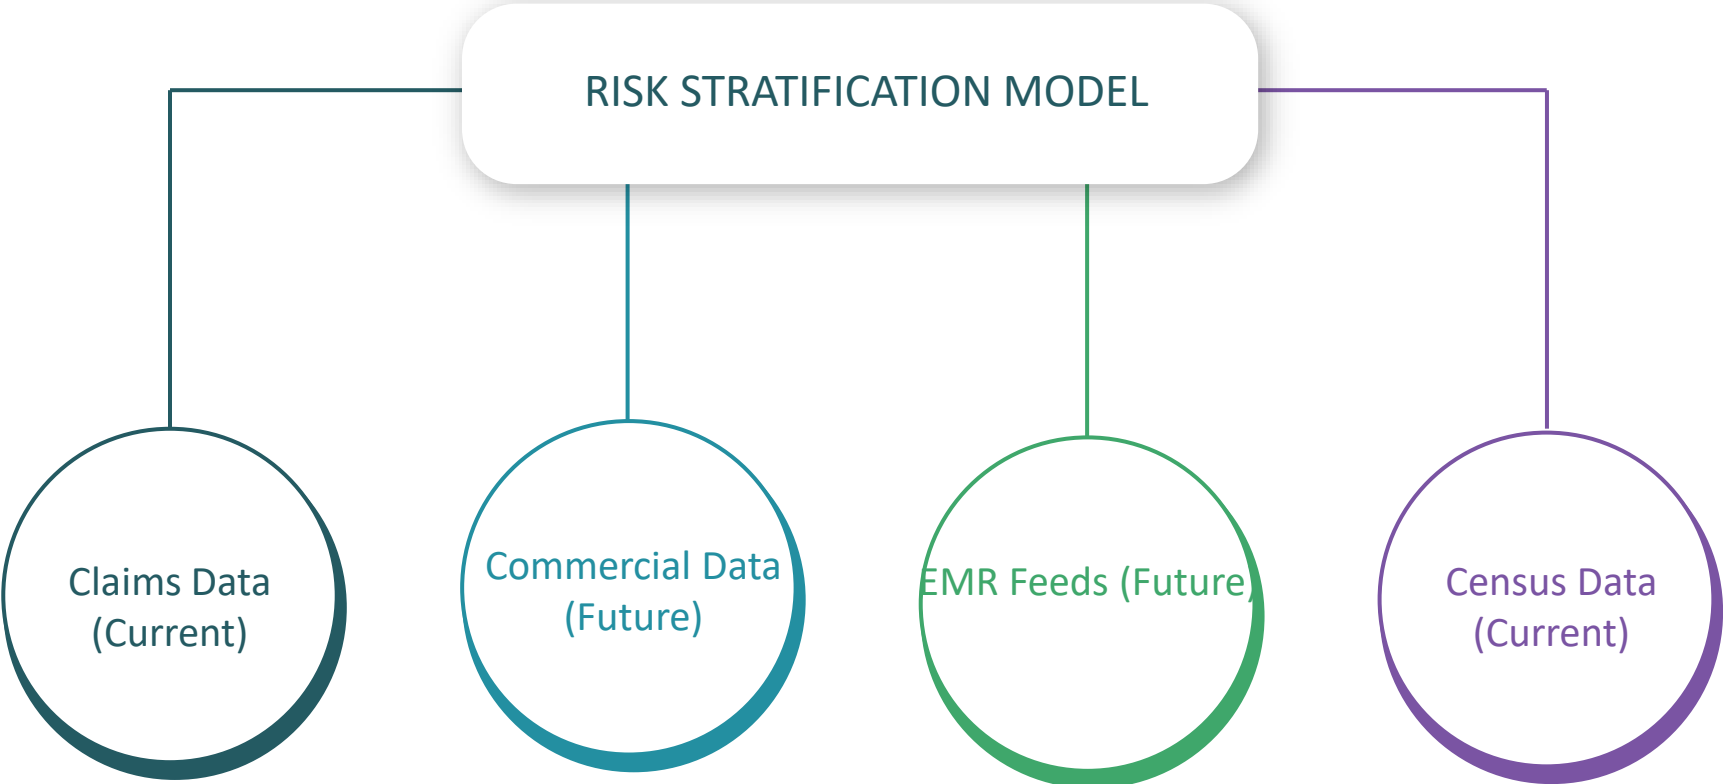 RISK STRATIFICATION MODEL
Claims Data
(Current)
Commercial Data
(Future)
EMR Feeds (Future)
Census Data
(Current)